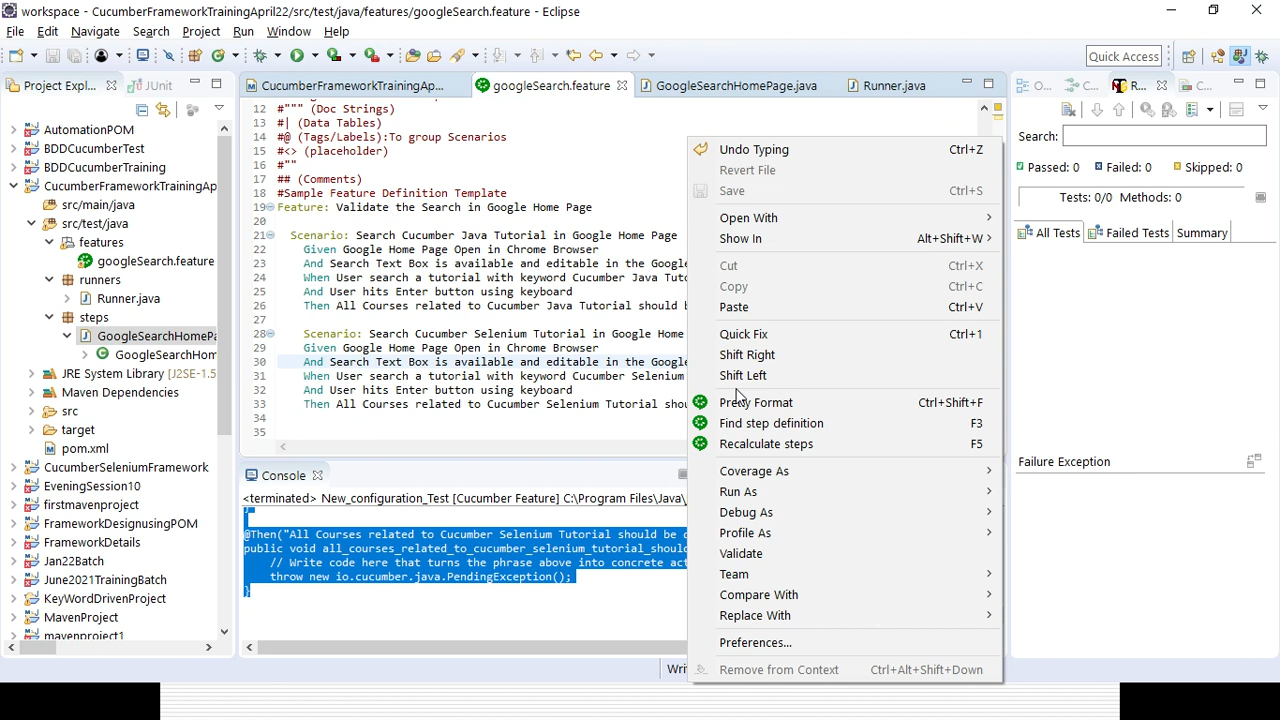 workspace - CucumberFrameworkTrainingApril22/src/test/java/features/googleSearch.feature - Eclipse
File Edit Navigate Search Project Run Window Help
Quick Access
Project Expl...
JUnit
CucumberFrameworkTrainingAp...
googleSearch.feature
GoogleSearchHomePage.java
Runner.java
O...
C...
R...
C...
AutomationPOM
BDDCucumberTest
BDDCucumberTraining
CucumberFrameworkTrainingAp
src/main/java
src/test/java
features
googleSearch.feature
runners
Runner.java
steps
GoogleSearchHomePa
GoogleSearchHom
JRE System Library [J2SE-1.5
Maven Dependencies
src
target
pom.xml
CucumberSeleniumFramework
EveningSession10
firstmavenproject
FrameworkDesignusingPOM
FrameworkDetails
Jan22Batch
June2021TrainingBatch
KeyWordDrivenProject
MavenProject
mavenproject1
12 #""" (Doc Strings)
13 #| (Data Tables)
14 #@ (Tags/Labels):To group Scenarios
15 #<> (placeholder)
16 #""
17 ## (Comments)
18 #Sample Feature Definition Template
19 Feature: Validate the Search in Google Home Page
20
21 Scenario: Search Cucumber Java Tutorial in Google Home Page
22 Given Google Home Page Open in Chrome Browser
23 And Search Text Box is available and editable in the Google
24 When User search a tutorial with keyword Cucumber Java Tuto
25 And User hits Enter button using keyboard
26 Then All Courses related to Cucumber Java Tutorial should b
27
28 Scenario: Search Cucumber Selenium Tutorial in Google Home
29 Given Google Home Page Open in Chrome Browser
30 And Search Text Box is available and editable in the Google
31 When User search a tutorial with keyword Cucumber Selenium
32 And User hits Enter button using keyboard
33 Then All Courses related to Cucumber Selenium Tutorial shou
34
35
Console
<terminated> New_configuration_Test [Cucumber Feature] C:\Program Files\Java\
}
@Then("All Courses related to Cucumber Selenium Tutorial should be d
public void all_courses_related_to_cucumber_selenium_tutorial_should
// Write code here that turns the phrase above into concrete act
throw new io.cucumber.java.PendingException();
}
Writ
Undo Typing Ctrl+Z
Revert File
Save Ctrl+S
Open With
Show In Alt+Shift+W
Cut Ctrl+X
Copy Ctrl+C
Paste Ctrl+V
Quick Fix Ctrl+1
Shift Right
Shift Left
Pretty Format Ctrl+Shift+F
Find step definition F3
Recalculate steps F5
Coverage As
Run As
Debug As
Profile As
Validate
Team
Compare With
Replace With
Preferences...
Remove from Context Ctrl+Alt+Shift+Down
Search:
Passed: 0 Failed: 0 Skipped: 0
Tests: 0/0 Methods: 0
All Tests Failed Tests Summary
Failure Exception